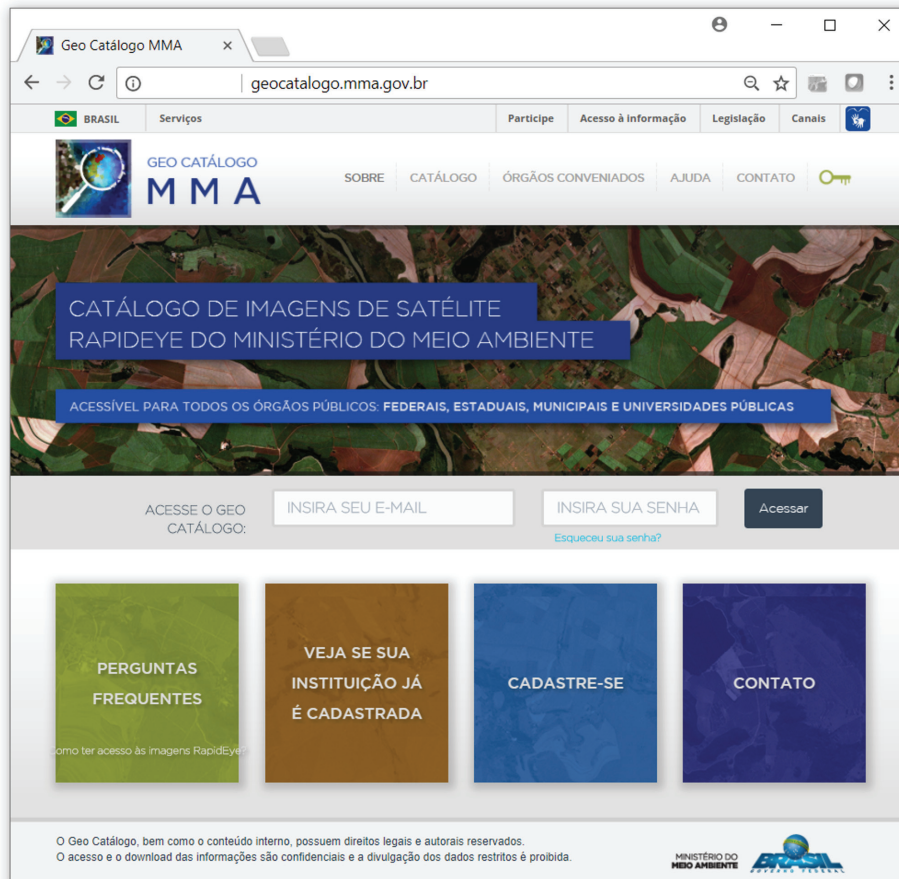 Geo Catálogo MMA
geocatalogo.mma.gov.br
BRASIL Serviços Participe Acesso à informação Legislação Canais
GEO CATÁLOGO
MMA
SOBRE CATÁLOGO ÓRGÃOS CONVENIADOS AJUDA CONTATO
CATÁLOGO DE IMAGENS DE SATÉLITE
RAPIDEYE DO MINISTÉRIO DO MEIO AMBIENTE
ACESSÍVEL PARA TODOS OS ÓRGÃOS PÚBLICOS: FEDERAIS, ESTADUAIS, MUNICIPAIS E UNIVERSIDADES PÚBLICAS
ACESSE O GEO
CATÁLOGO:
INSIRA SEU E-MAIL
INSIRA SUA SENHA
Acessar
Esqueceu sua senha?
PERGUNTAS
FREQUENTES
omo ter acesso às imagens RapidEye?
VEJA SE SUA
INSTITUIÇÃO JÁ
É CADASTRADA
CADASTRE-SE
CONTATO
O Geo Catálogo, bem como o conteúdo interno, possuem direitos legais e autorais reservados.
O acesso e o download das informações são confidenciais e a divulgação dos dados restritos é proibida.
MINISTÉRIO DO
MEIO AMBIENTE
BRASIL
GOVERNO FEDERAL